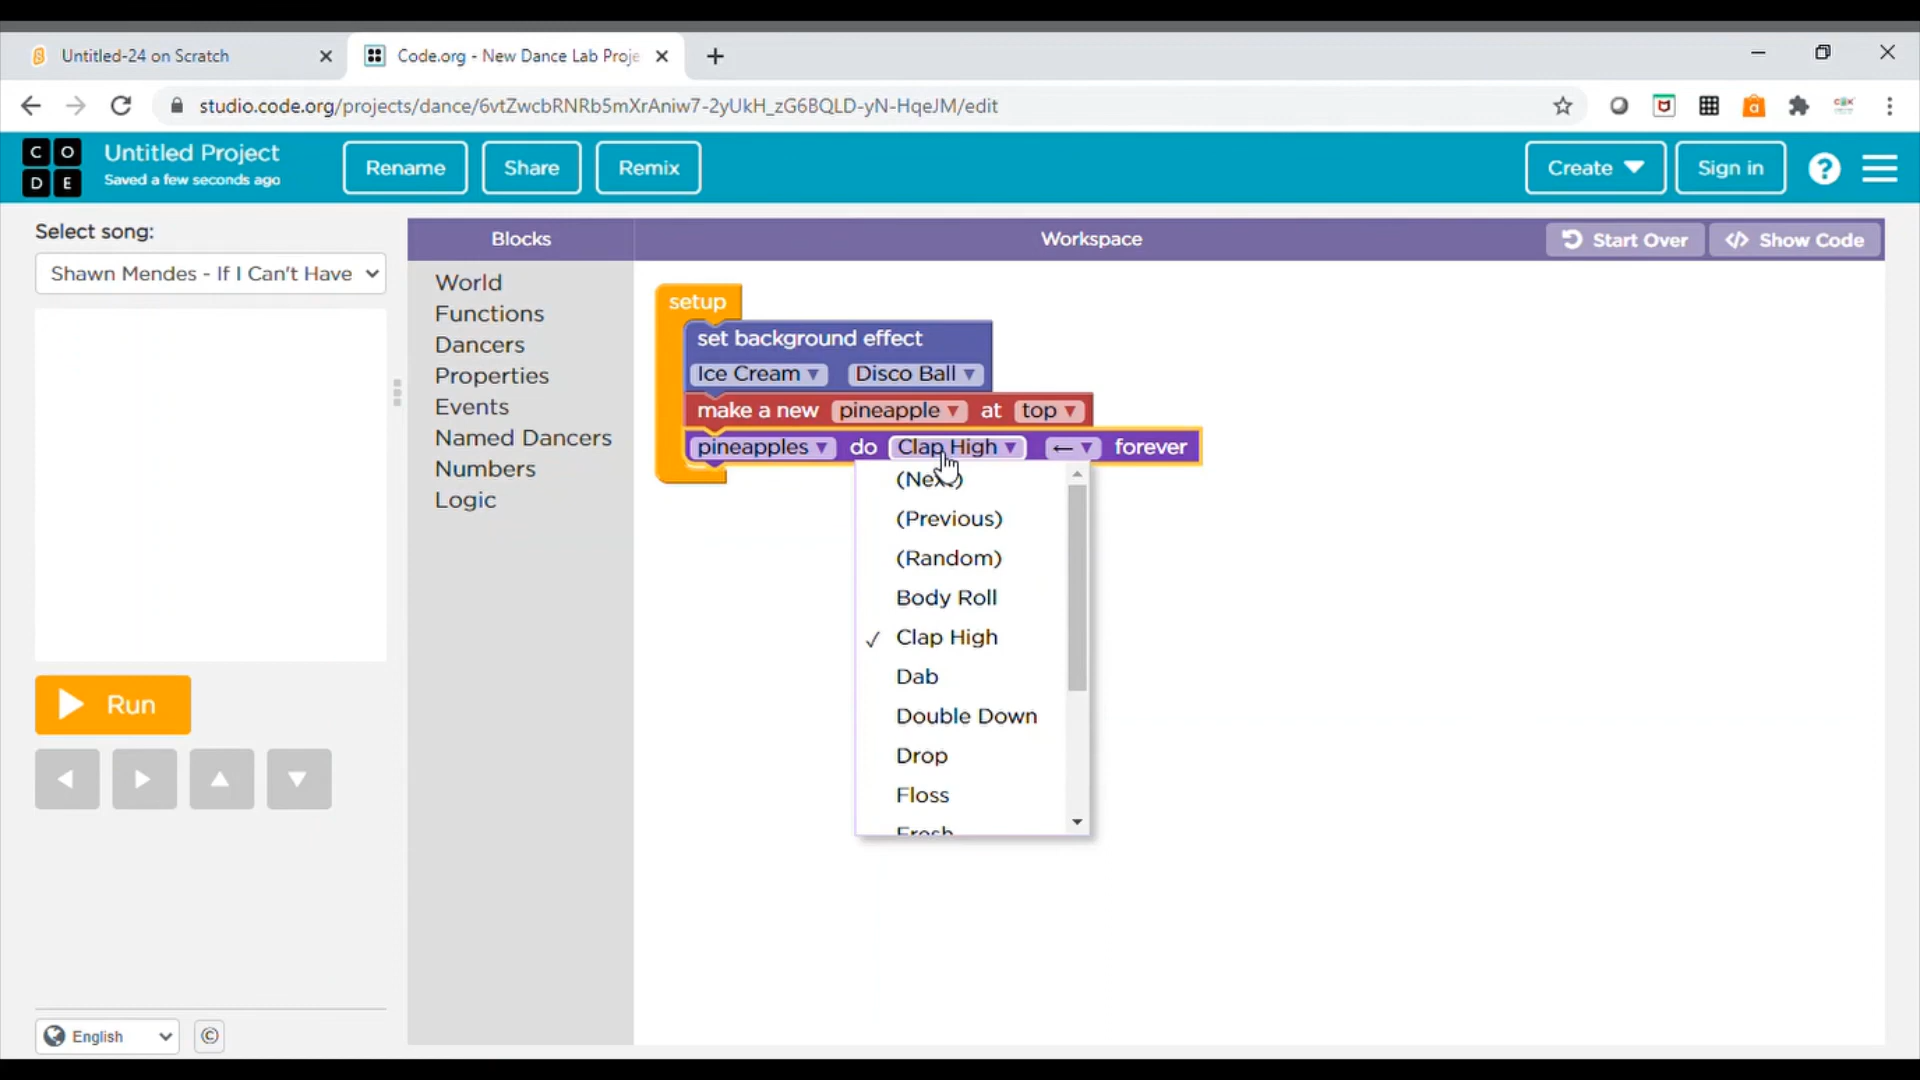 Untitled-24 on Scratch
Code.org - New Dance Lab Proje
studio.code.org/projects/dance/6vtZwcbRNRb5mXrAniw7-2yUkH_zG6BQLD-yN-HqeJM/edit
C O
D E
Untitled Project
Saved a few seconds ago
Rename
Share
Remix
Create
Sign in
?
Select song:
Shawn Mendes - If I Can't Have
Run
English
©
Blocks
World
Functions
Dancers
Properties
Events
Named Dancers
Numbers
Logic
Workspace
Start Over
</> Show Code
setup
set background effect
Ice Cream Disco Ball
make a new pineapple at top
pineapples do Clap High ← forever
(Next)
(Previous)
(Random)
Body Roll
✓ Clap High
Dab
Double Down
Drop
Floss
Fresh